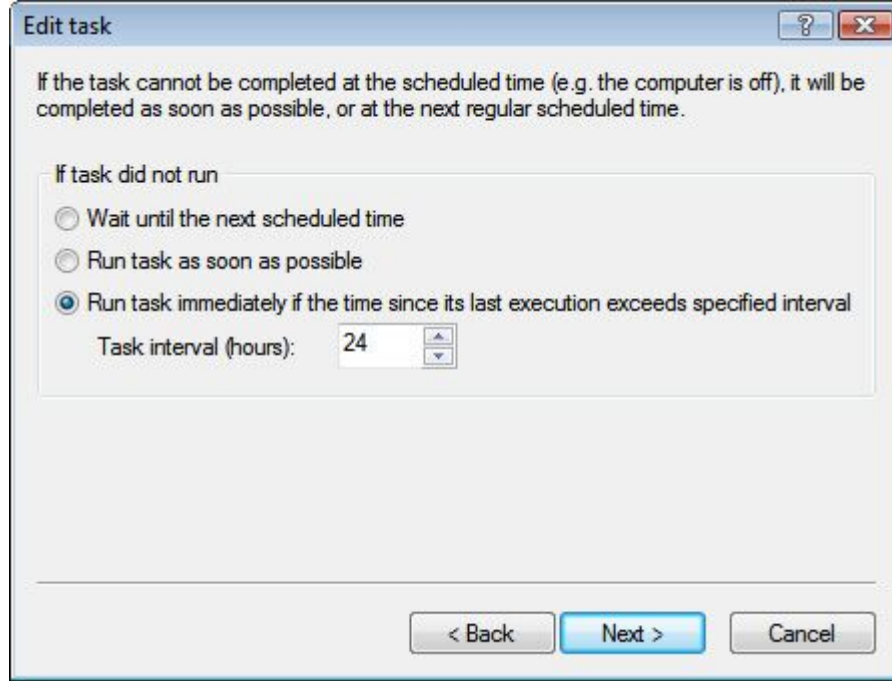 Edit task
If the task cannot be completed at the scheduled time (e.g. the computer is off), it will be
completed as soon as possible, or at the next regular scheduled time.
If task did not run
Wait until the next scheduled time
Run task as soon as possible
Run task immediately if the time since its last execution exceeds specified interval
Task interval (hours): 24
< Back Next > Cancel